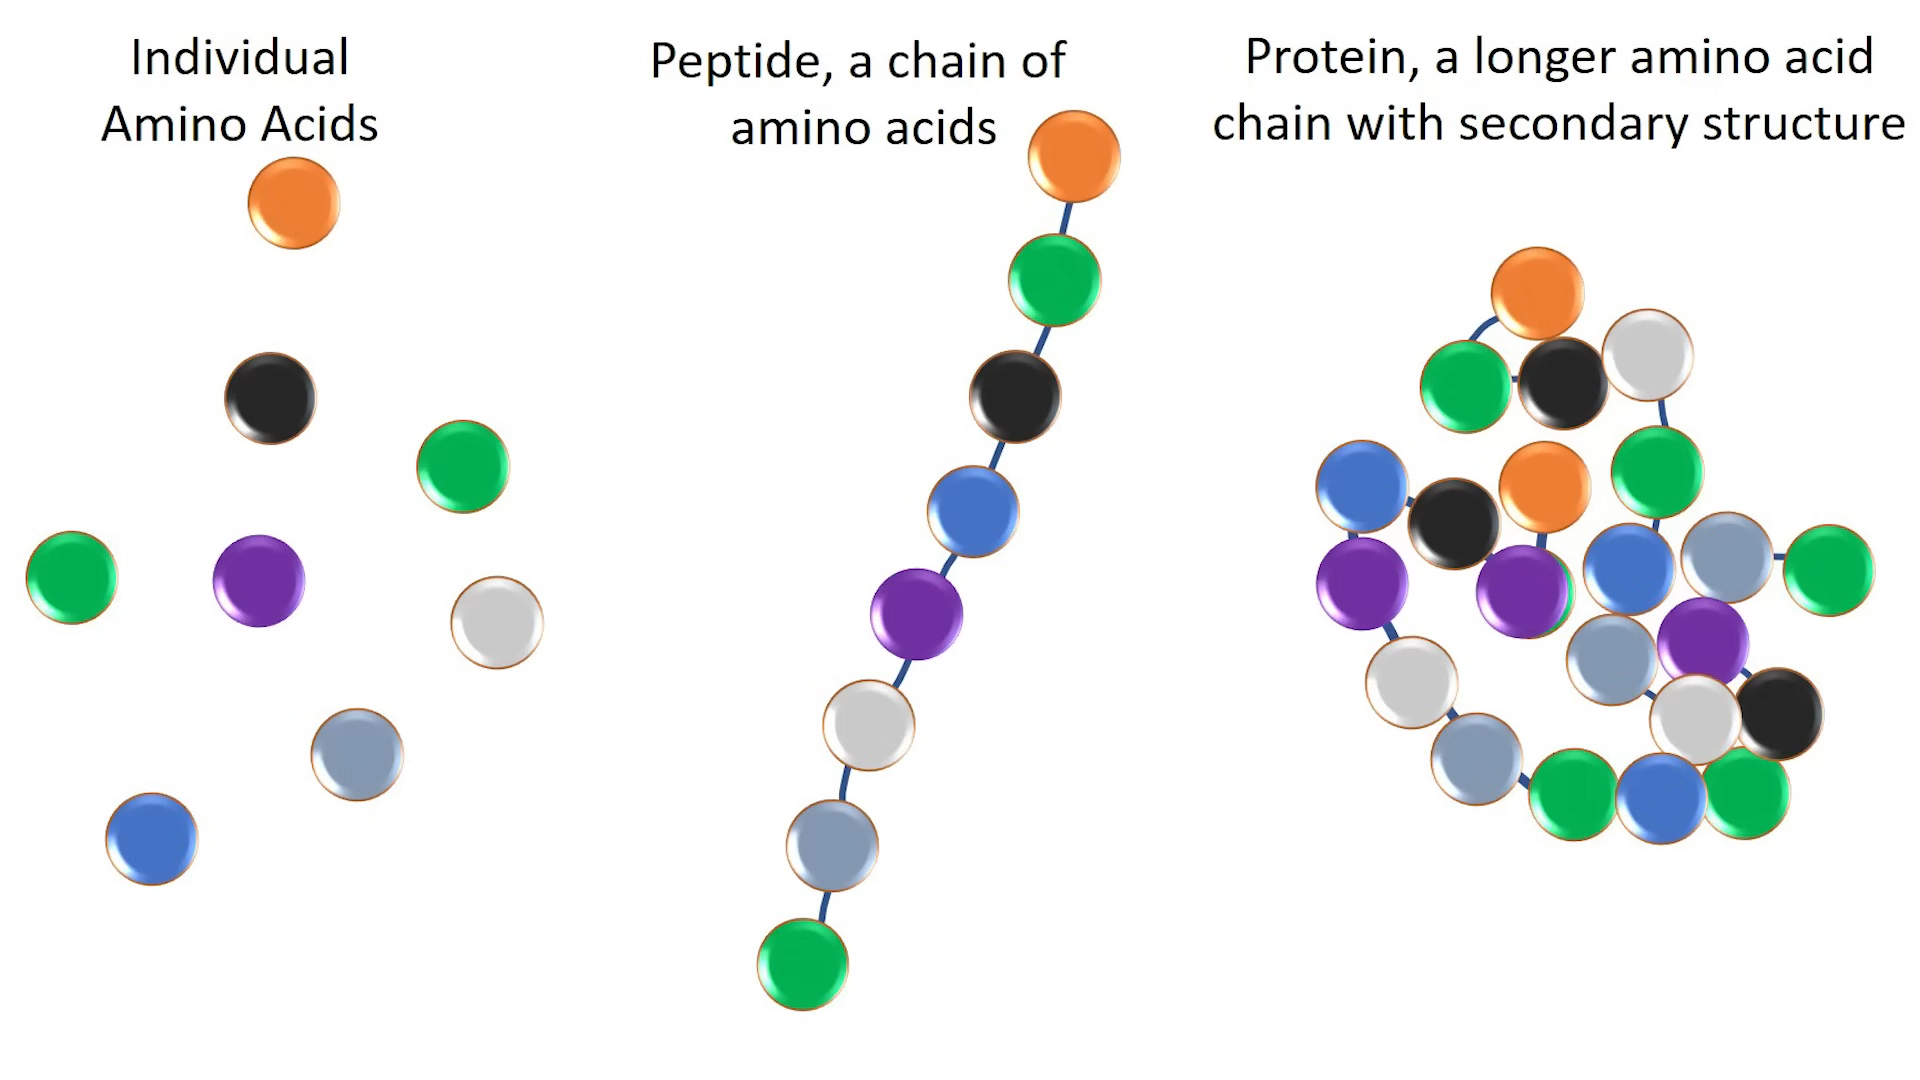 Individual
Amino Acids
Peptide, a chain of
amino acids
Protein, a longer amino acid
chain with secondary structure